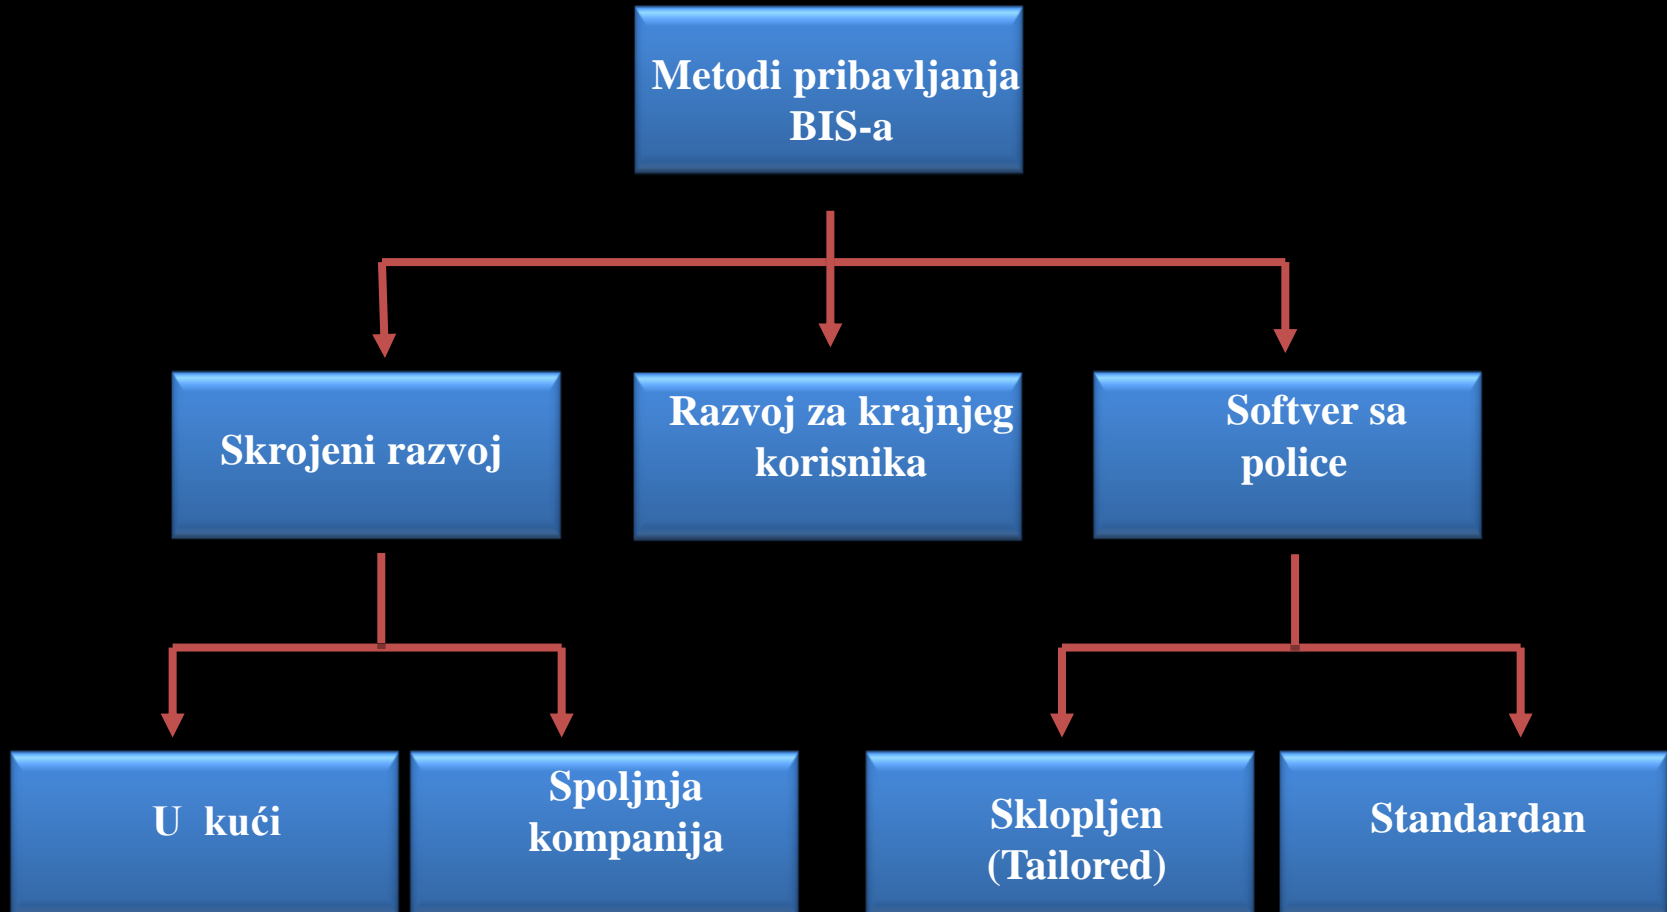 Metodi pribavljanja
BIS-a
Skrojeni razvoj
Razvoj za krajnjeg
korisnika
Softver sa
police
U kući
Spoljnja
kompanija
Sklopljen
(Tailored)
Standardan